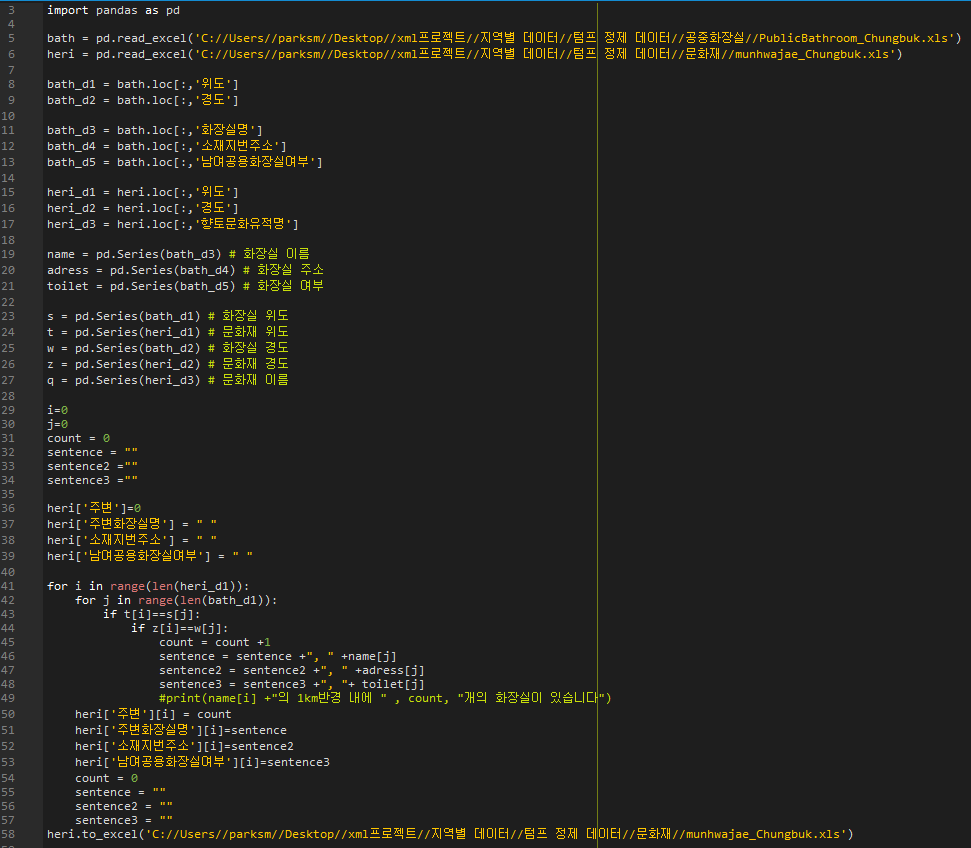 3 import pandas as pd
4
5 bath = pd.read_excel('C://Users//parksm//Desktop//xml프로젝트//지역별 데이터//텀프 정제 데이터//공중화장실//PublicBathroom_Chungbuk.xls')
6 heri = pd.read_excel('C://Users//parksm//Desktop//xml프로젝트//지역별 데이터//텀프 정제 데이터//문화재//munhwajae_Chungbuk.xls')
7
8 bath_d1 = bath.loc[:,'위도']
9 bath_d2 = bath.loc[:,'경도']
10
11 bath_d3 = bath.loc[:,'화장실명']
12 bath_d4 = bath.loc[:,'소재지번주소']
13 bath_d5 = bath.loc[:,'남여공용화장실여부']
14
15 heri_d1 = heri.loc[:,'위도']
16 heri_d2 = heri.loc[:,'경도']
17 heri_d3 = heri.loc[:,'향토문화유적명']
18
19 name = pd.Series(bath_d3) # 화장실 이름
20 adress = pd.Series(bath_d4) # 화장실 주소
21 toilet = pd.Series(bath_d5) # 화장실 여부
22
23 s = pd.Series(bath_d1) # 화장실 위도
24 t = pd.Series(heri_d1) # 문화재 위도
25 w = pd.Series(bath_d2) # 화장실 경도
26 z = pd.Series(heri_d2) # 문화재 경도
27 q = pd.Series(heri_d3) # 문화재 이름
28
29 i=0
30 j=0
31 count = 0
32 sentence = ""
33 sentence2 =""
34 sentence3 =""
35
36 heri['주변']=0
37 heri['주변화장실명'] = " "
38 heri['소재지번주소'] = " "
39 heri['남여공용화장실여부'] = " "
40
41 for i in range(len(heri_d1)):
42     for j in range(len(bath_d1)):
43         if t[i]==s[j]:
44             if z[i]==w[j]:
45                 count = count +1
46                 sentence = sentence +", " +name[j]
47                 sentence2 = sentence2 +", " +adress[j]
48                 sentence3 = sentence3 +", "+ toilet[j]
49                 #print(name[i] +"의 1km반경 내에 " , count, "개의 화장실이 있습니다")
50     heri['주변'][i] = count
51     heri['주변화장실명'][i]=sentence
52     heri['소재지번주소'][i]=sentence2
53     heri['남여공용화장실여부'][i]=sentence3
54     count = 0
55     sentence = ""
56     sentence2 = ""
57     sentence3 = ""
58 heri.to_excel('C://Users//parksm//Desktop//xml프로젝트//지역별 데이터//텀프 정제 데이터//문화재//munhwajae_Chungbuk.xls')